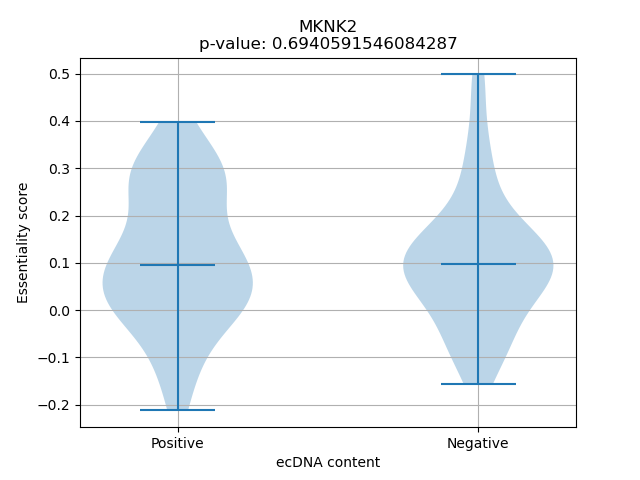 MKNK2
p-value: 0.6940591546084287
Essentiality score
0.5
0.4
0.3
0.2
0.1
0.0
−0.1
−0.2
Positive
Negative
ecDNA content